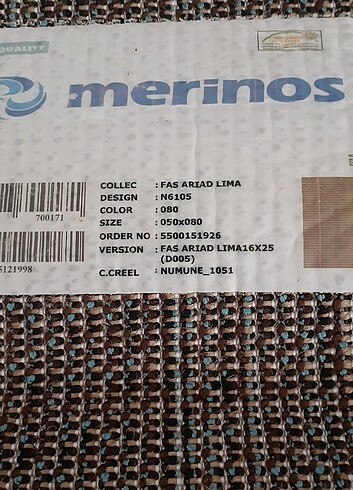 QUALITY
merinos
COLLEC : FAS ARIAD LIMA
DESIGN : N6105
COLOR : 080
SIZE : 050x080
ORDER NO : 5500151926
VERSION : FAS ARIAD LIMA16X25
(D005)
C.CREEL : NUMUNE_1051
700171
5121998